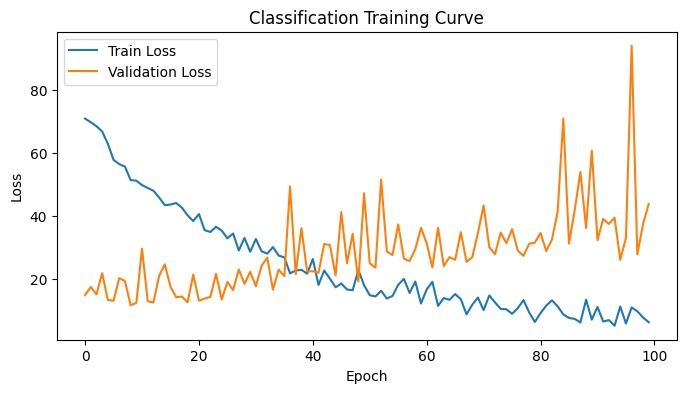 Classification Training Curve
Train Loss
Validation Loss
80
60
40
20
Loss
0 20 40 60 80 100
Epoch